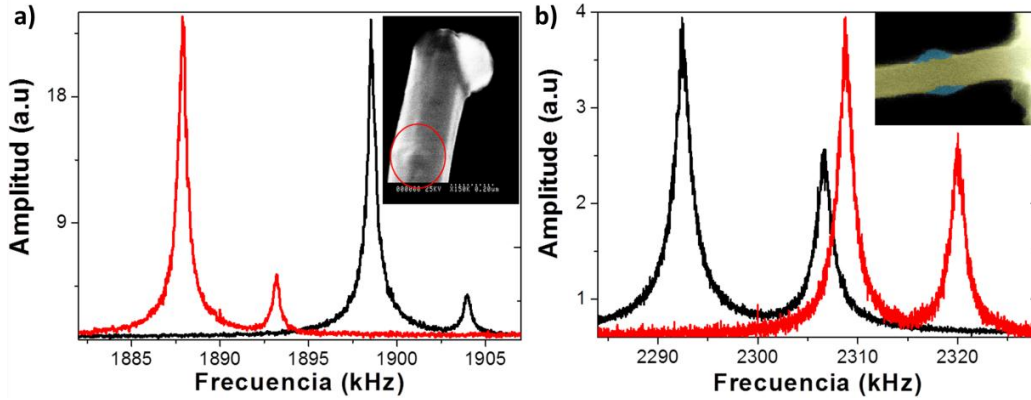 a)
Amplitud (a.u)
18
9
1885 1890 1895 1900 1905
Frecuencia (kHz)
b)
Amplitude (a.u)
4
3
2
1
2290 2300 2310 2320
Frecuencia (kHz)